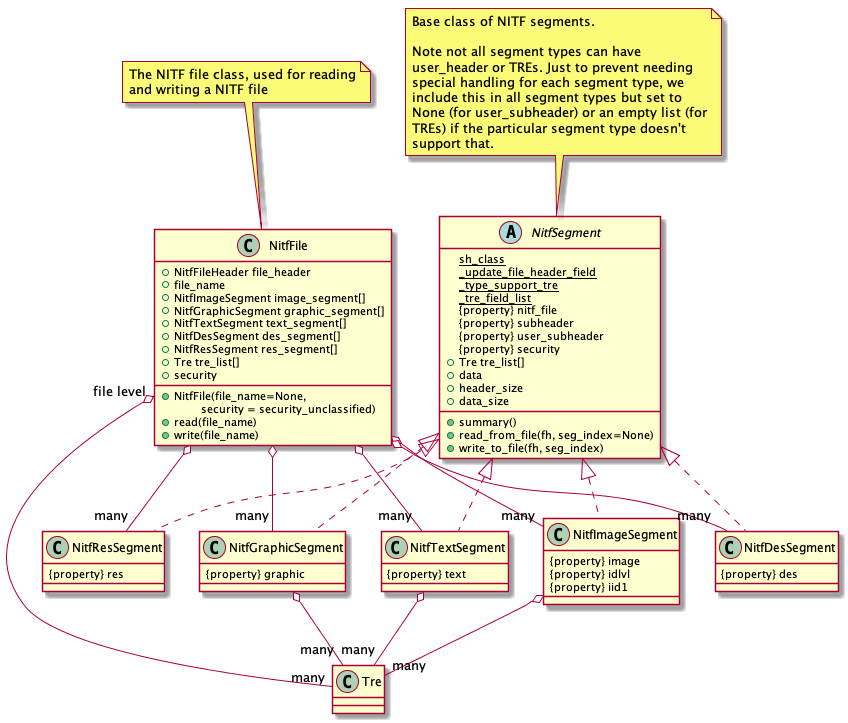 Base class of NITF segments.
Note not all segment types can have
user_header or TREs. Just to prevent needing
special handling for each segment type, we
include this in all segment types but set to
None (for user_subheader) or an empty list (for
TREs) if the particular segment type doesn't
support that.
The NITF file class, used for reading
and writing a NITF file
C NitfFile
NitfFileHeader file_header
file_name
NitfImageSegment image_segment[]
NitfGraphicSegment graphic_segment[]
NitfTextSegment text_segment[]
NitfDesSegment des_segment[]
NitfResSegment res_segment[]
Tre tre_list[]
security
NitfFile(file_name=None,
security = security_unclassified)
read(file_name)
write(file_name)
A NitfSegment
sh_class
_update_file_header_field
_type_support_tre
_tre_field_list
{property} nitf_file
{property} subheader
{property} user_subheader
{property} security
Tre tre_list[]
data
header_size
data_size
summary()
read_from_file(fh, seg_index=None)
write_to_file(fh, seg_index)
file level
many
many
many
many
many
C NitfResSegment
{property} res
C NitfGraphicSegment
{property} graphic
C NitfTextSegment
{property} text
C NitfImageSegment
{property} image
{property} idlvl
{property} iid1
C NitfDesSegment
{property} des
many
many
many
many
C Tre